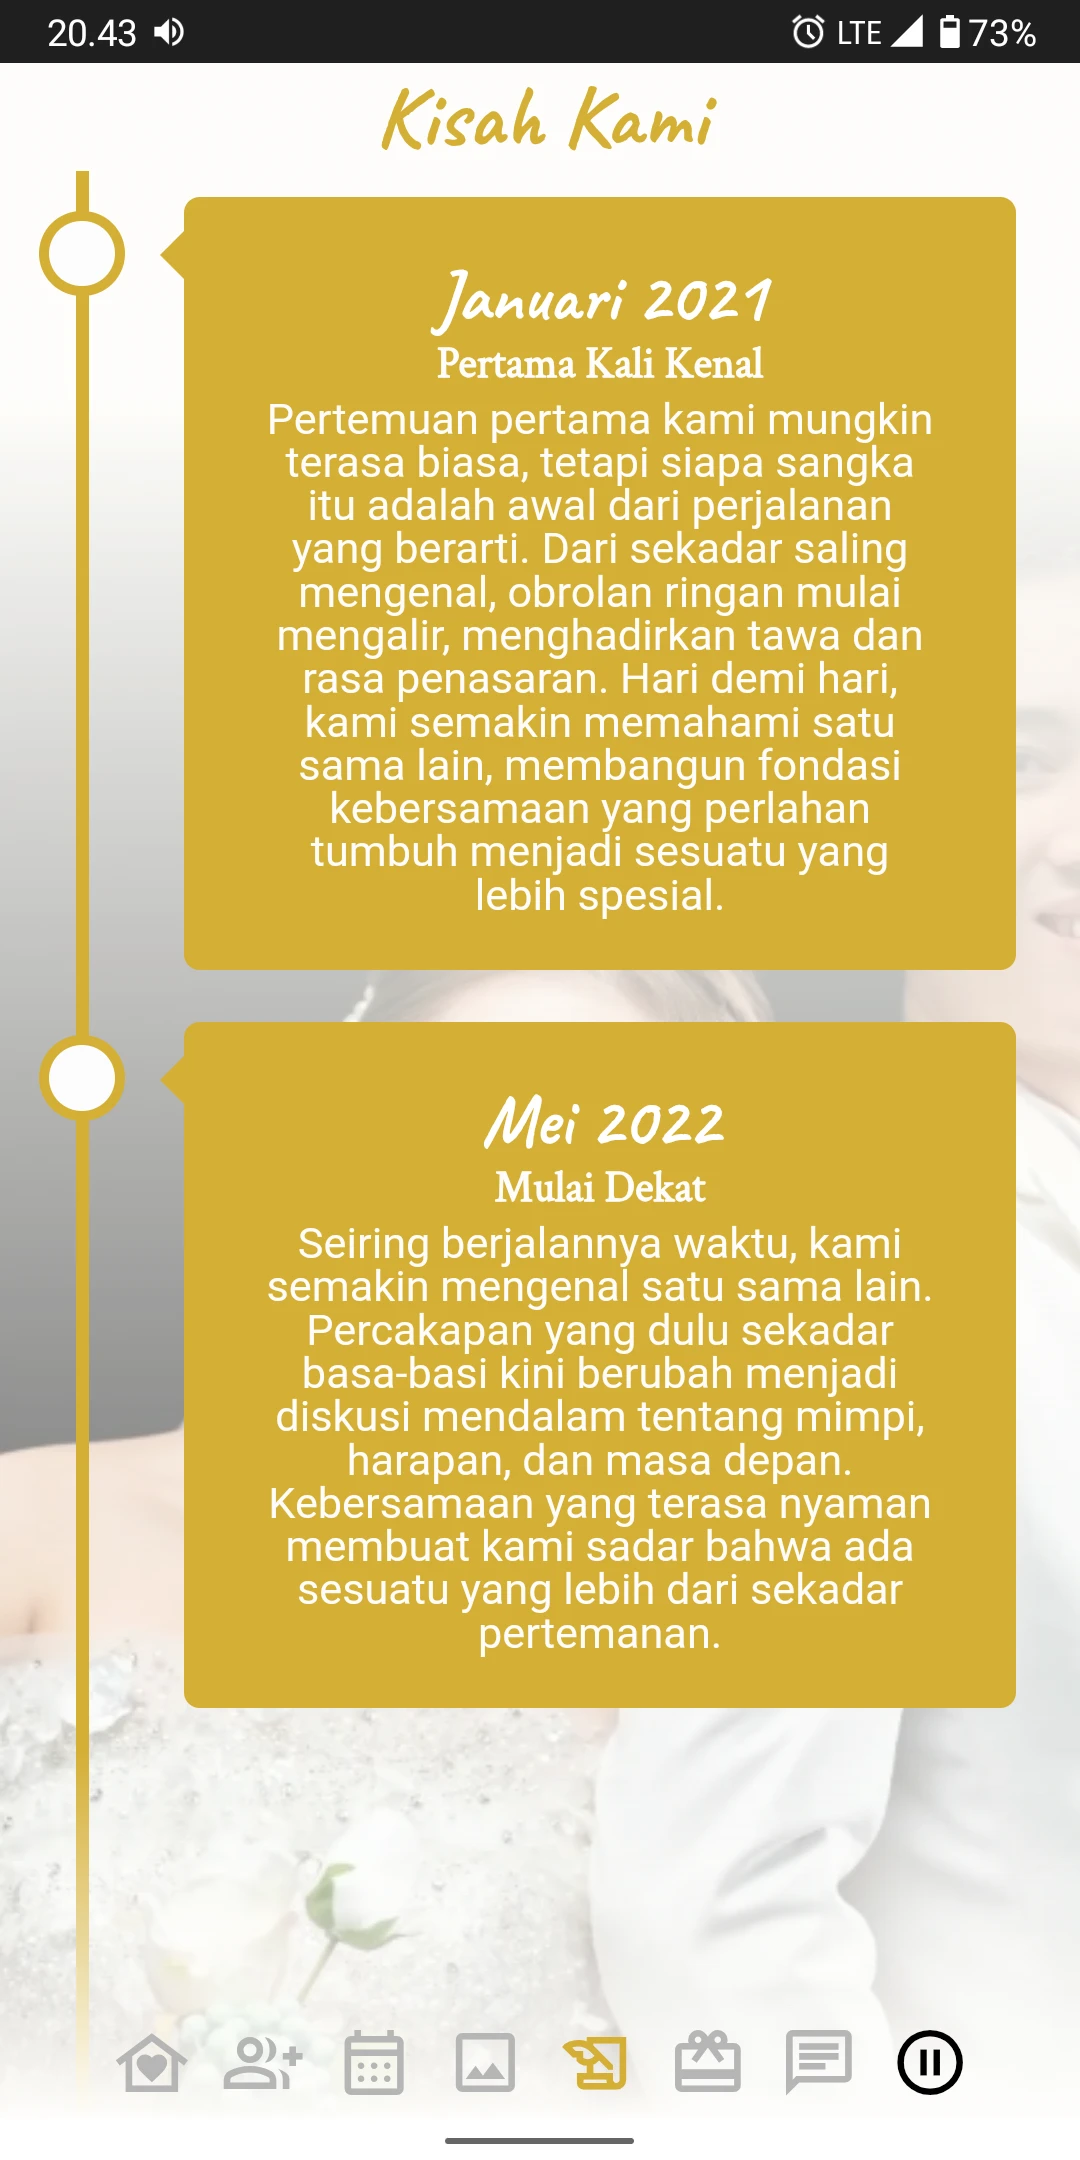 20.43
LTE
73%
Kisah Kami
Januari 2021
Pertama Kali Kenal
Pertemuan pertama kami mungkin
terasa biasa, tetapi siapa sangka
itu adalah awal dari perjalanan
yang berarti. Dari sekadar saling
mengenal, obrolan ringan mulai
mengalir, menghadirkan tawa dan
rasa penasaran. Hari demi hari,
kami semakin memahami satu
sama lain, membangun fondasi
kebersamaan yang perlahan
tumbuh menjadi sesuatu yang
lebih spesial.
Mei 2022
Mulai Dekat
Seiring berjalannya waktu, kami
semakin mengenal satu sama lain.
Percakapan yang dulu sekadar
basa-basi kini berubah menjadi
diskusi mendalam tentang mimpi,
harapan, dan masa depan.
Kebersamaan yang terasa nyaman
membuat kami sadar bahwa ada
sesuatu yang lebih dari sekadar
pertemanan.